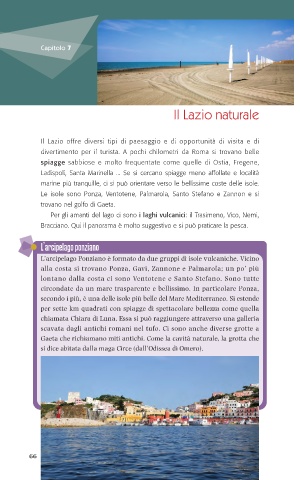 Capitolo 7
Il Lazio naturale
Il Lazio offre diversi tipi di paesaggio e di opportunità di visita e di
divertimento per il turista. A pochi chilometri da Roma si trovano belle
spiagge sabbiose e molto frequentate come quelle di Ostia, Fregene,
Ladispoli, Santa Marinella ... Se si cercano spiagge meno affollate e località
marine più tranquille, ci si può orientare verso le bellissime coste delle isole.
Le isole sono Ponza, Ventotene, Palmarola, Santo Stefano e Zannon e si
trovano nel golfo di Gaeta.
Per gli amanti del lago ci sono i laghi vulcanici: il Trasimeno, Vico, Nemi,
Bracciano. Qui il panorama è molto suggestivo e si può praticare la pesca.
L'arcipelago ponziano
L'arcipelago Ponziano è formato da due gruppi di isole vulcaniche. Vicino
alla costa si trovano Ponza, Gavi, Zannone e Palmarola; un po' più
lontano dalla costa ci sono Ventotene e Santo Stefano. Sono tutte
circondate da un mare trasparente e bellissimo. In particolare Ponza,
secondo i più, è una delle isole più belle del Mare Mediterraneo. Si estende
per sette km quadrati con spiagge di spettacolare bellezza come quella
chiamata Chiara di Luna. Essa si può raggiungere attraverso una galleria
scavata dagli antichi romani nel tufo. Ci sono anche diverse grotte a
Gaeta che richiamano miti antichi. Come la cavità naturale, la grotta che
si dice abitata dalla maga Circe (dall'Odissea di Omero).
66